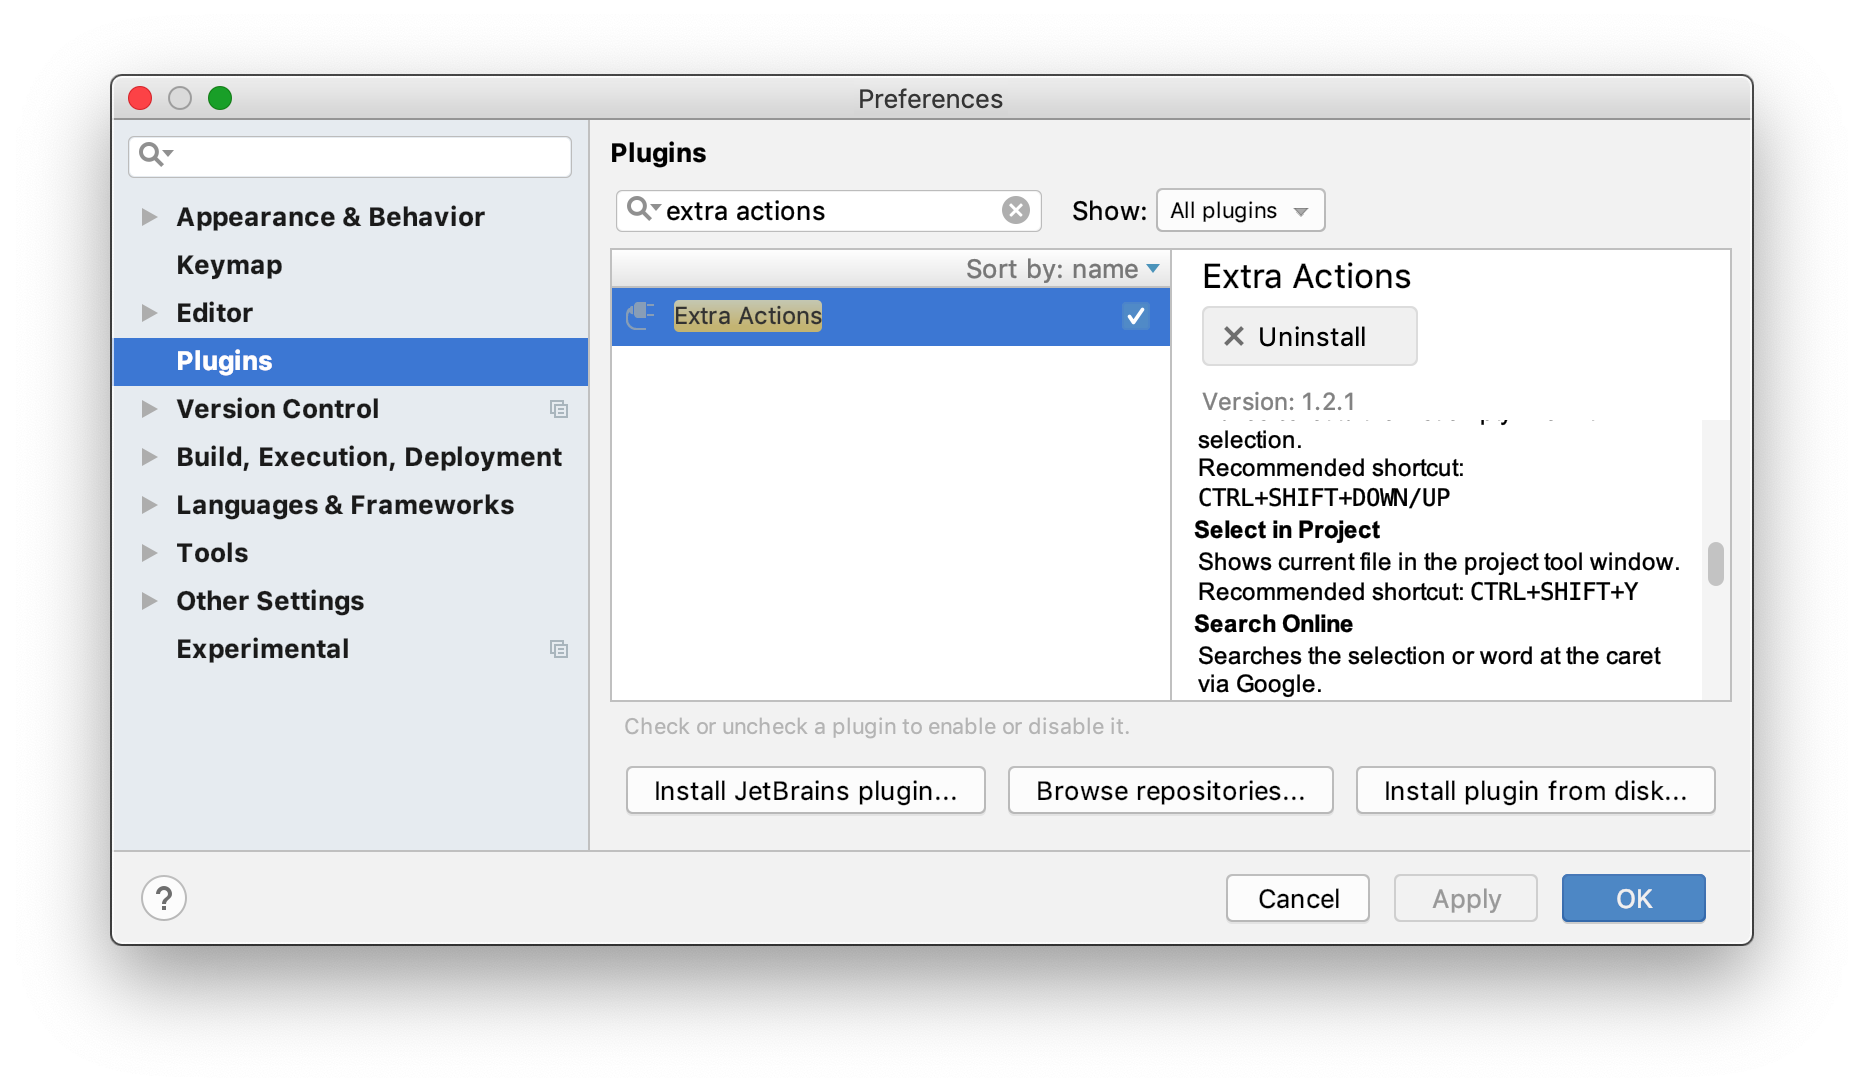 Preferences
Appearance & Behavior
Keymap
Editor
Plugins
Version Control
Build, Execution, Deployment
Languages & Frameworks
Tools
Other Settings
Experimental
Plugins
extra actions
Show: All plugins
Sort by: name
Extra Actions
Extra Actions
Uninstall
Version: 1.2.1
selection.
Recommended shortcut:
CTRL+SHIFT+DOWN/UP
Select in Project
Shows current file in the project tool window.
Recommended shortcut: CTRL+SHIFT+Y
Search Online
Searches the selection or word at the caret
via Google.
Check or uncheck a plugin to enable or disable it.
Install JetBrains plugin...
Browse repositories...
Install plugin from disk...
?
Cancel
Apply
OK